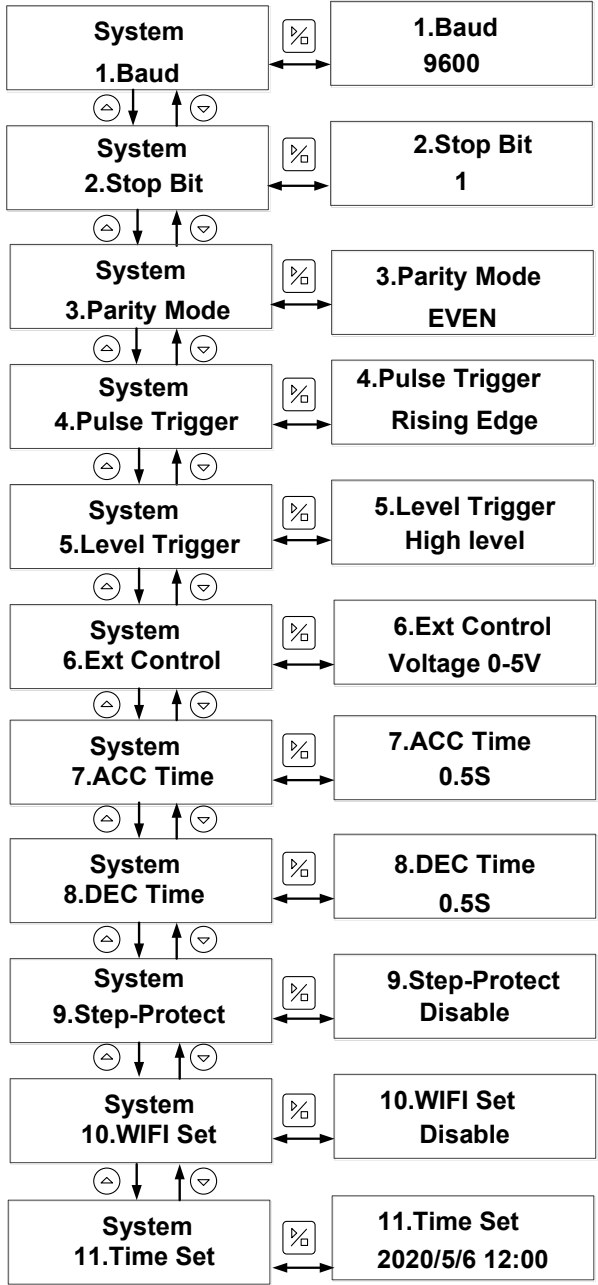 System
1.Baud
1.Baud
9600
System
2.Stop Bit
2.Stop Bit
1
System
3.Parity Mode
3.Parity Mode
EVEN
System
4.Pulse Trigger
4.Pulse Trigger
Rising Edge
System
5.Level Trigger
5.Level Trigger
High level
System
6.Ext Control
6.Ext Control
Voltage 0-5V
System
7.ACC Time
7.ACC Time
0.5S
System
8.DEC Time
8.DEC Time
0.5S
System
9.Step-Protect
9.Step-Protect
Disable
System
10.WIFI Set
10.WIFI Set
Disable
System
11.Time Set
11.Time Set
2020/5/6 12:00